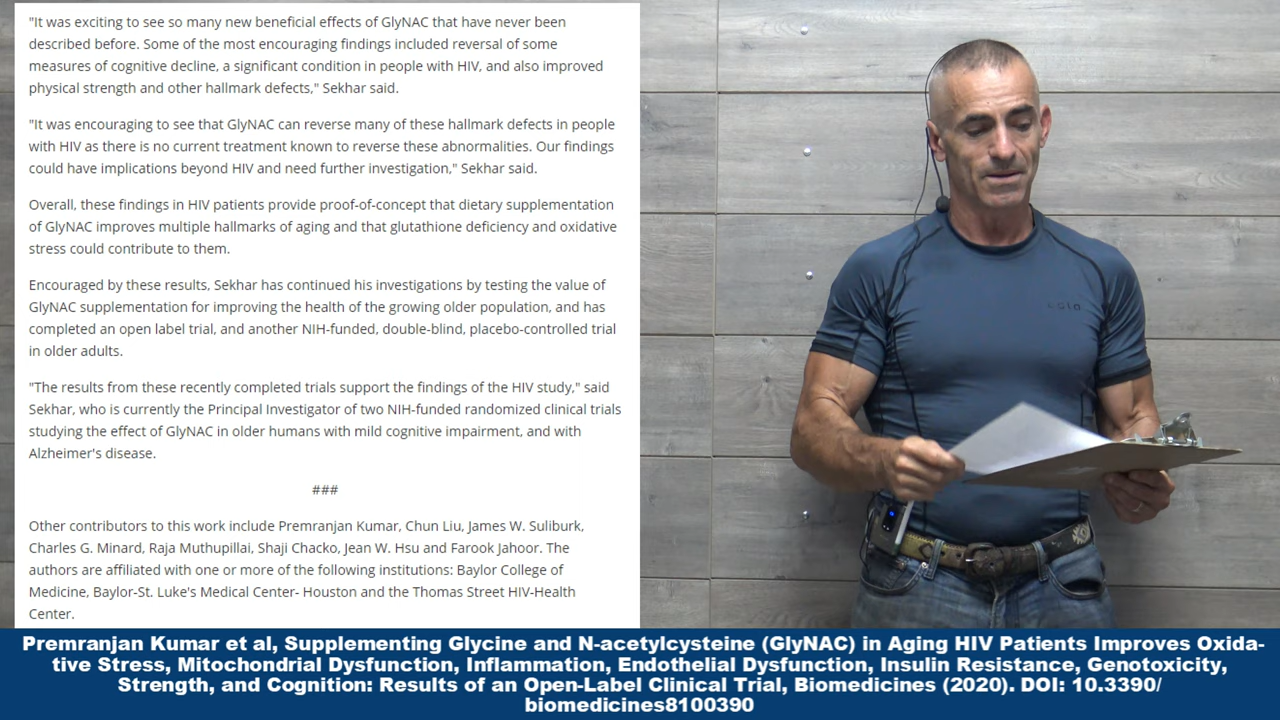 "It was exciting to see so many new beneficial effects of GlyNAC that have never been
described before. Some of the most encouraging findings included reversal of some
measures of cognitive decline, a significant condition in people with HIV, and also improved
physical strength and other hallmark defects," Sekhar said.
"It was encouraging to see that GlyNAC can reverse many of these hallmark defects in people
with HIV as there is no current treatment known to reverse these abnormalities. Our findings
could have implications beyond HIV and need further investigation," Sekhar said.
Overall, these findings in HIV patients provide proof-of-concept that dietary supplementation
of GlyNAC improves multiple hallmarks of aging and that glutathione deficiency and oxidative
stress could contribute to them.
Encouraged by these results, Sekhar has continued his investigations by testing the value of
GlyNAC supplementation for improving the health of the growing older population, and has
completed an open label trial, and another NIH-funded, double-blind, placebo-controlled trial
in older adults.
"The results from these recently completed trials support the findings of the HIV study," said
Sekhar, who is currently the Principal Investigator of two NIH-funded randomized clinical trials
studying the effect of GlyNAC in older humans with mild cognitive impairment, and with
Alzheimer's disease.
###
Other contributors to this work include Premranjan Kumar, Chun Liu, James W. Suliburk,
Charles G. Minard, Raja Muthupillai, Shaji Chacko, Jean W. Hsu and Farook Jahoor. The
authors are affiliated with one or more of the following institutions: Baylor College of
Medicine, Baylor-St. Luke's Medical Center- Houston and the Thomas Street HIV-Health
Center.
Premranjan Kumar et al, Supplementing Glycine and N-acetylcysteine (GlyNAC) in Aging HIV Patients Improves Oxida-
tive Stress, Mitochondrial Dysfunction, Inflammation, Endothelial Dysfunction, Insulin Resistance, Genotoxicity,
Strength, and Cognition: Results of an Open-Label Clinical Trial, Biomedicines (2020). DOI: 10.3390/
biomedicines8100390